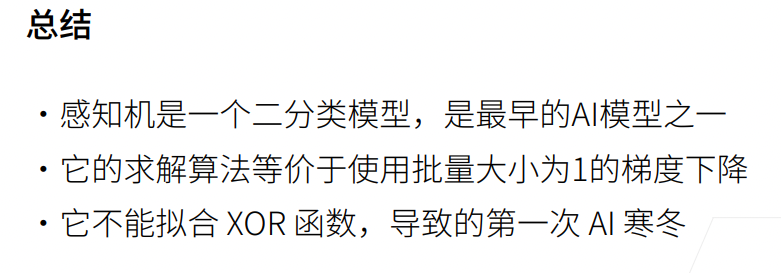 总结
• 感知机是一个二分类模型，是最早的AI模型之一
• 它的求解算法等价于使用批量大小为1的梯度下降
• 它不能拟合 XOR 函数，导致的第一次 AI 寒冬